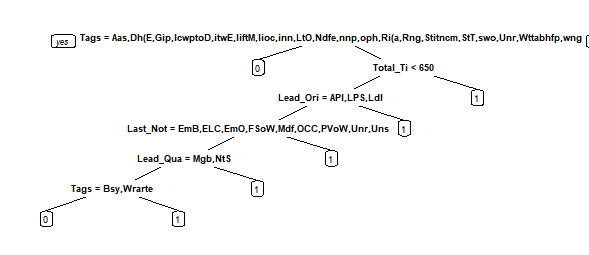 yes Tags = Aas,Dh(E,Gip,IcwptoD,itwE,liftM,lioc,inn,LtO,Ndfe,nnp,oph,Ri(a,Rng,Stitncm,StT,swo,Unr,Wttabhfp,wng
0
Total_Ti < 650
Lead_Ori = API,LPS,LdI
1
Last_Not = EmB,ELC,EmO,FSoW,Mdf,OCC,PVoW,Unr,Uns
1
Lead_Qua = Mgb,NtS
1
Tags = Bsy,Wrarte
1
0
1